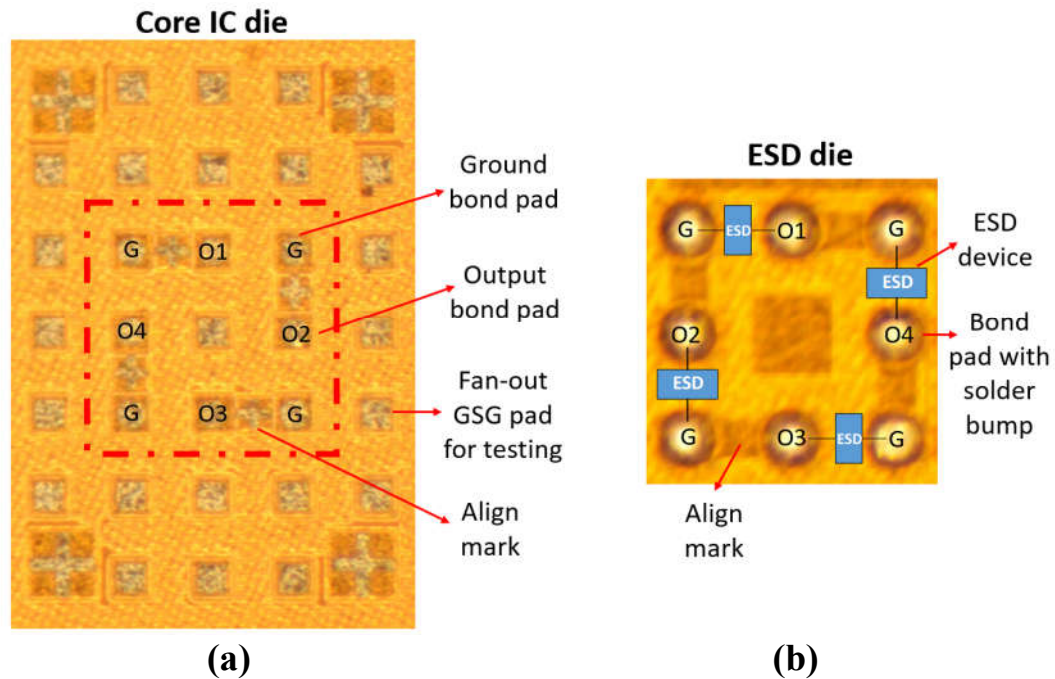 Core IC die
Ground
bond pad
G O1 G
Output
bond pad
O4 O2
Fan-out
GSG pad
for testing
G O3 G
Align
mark
(a)
ESD die
G ESD O1 G
ESD
device
ESD
O2 O4
Bond
pad with
solder
bump
ESD
G O3 ESD G
Align
mark
(b)